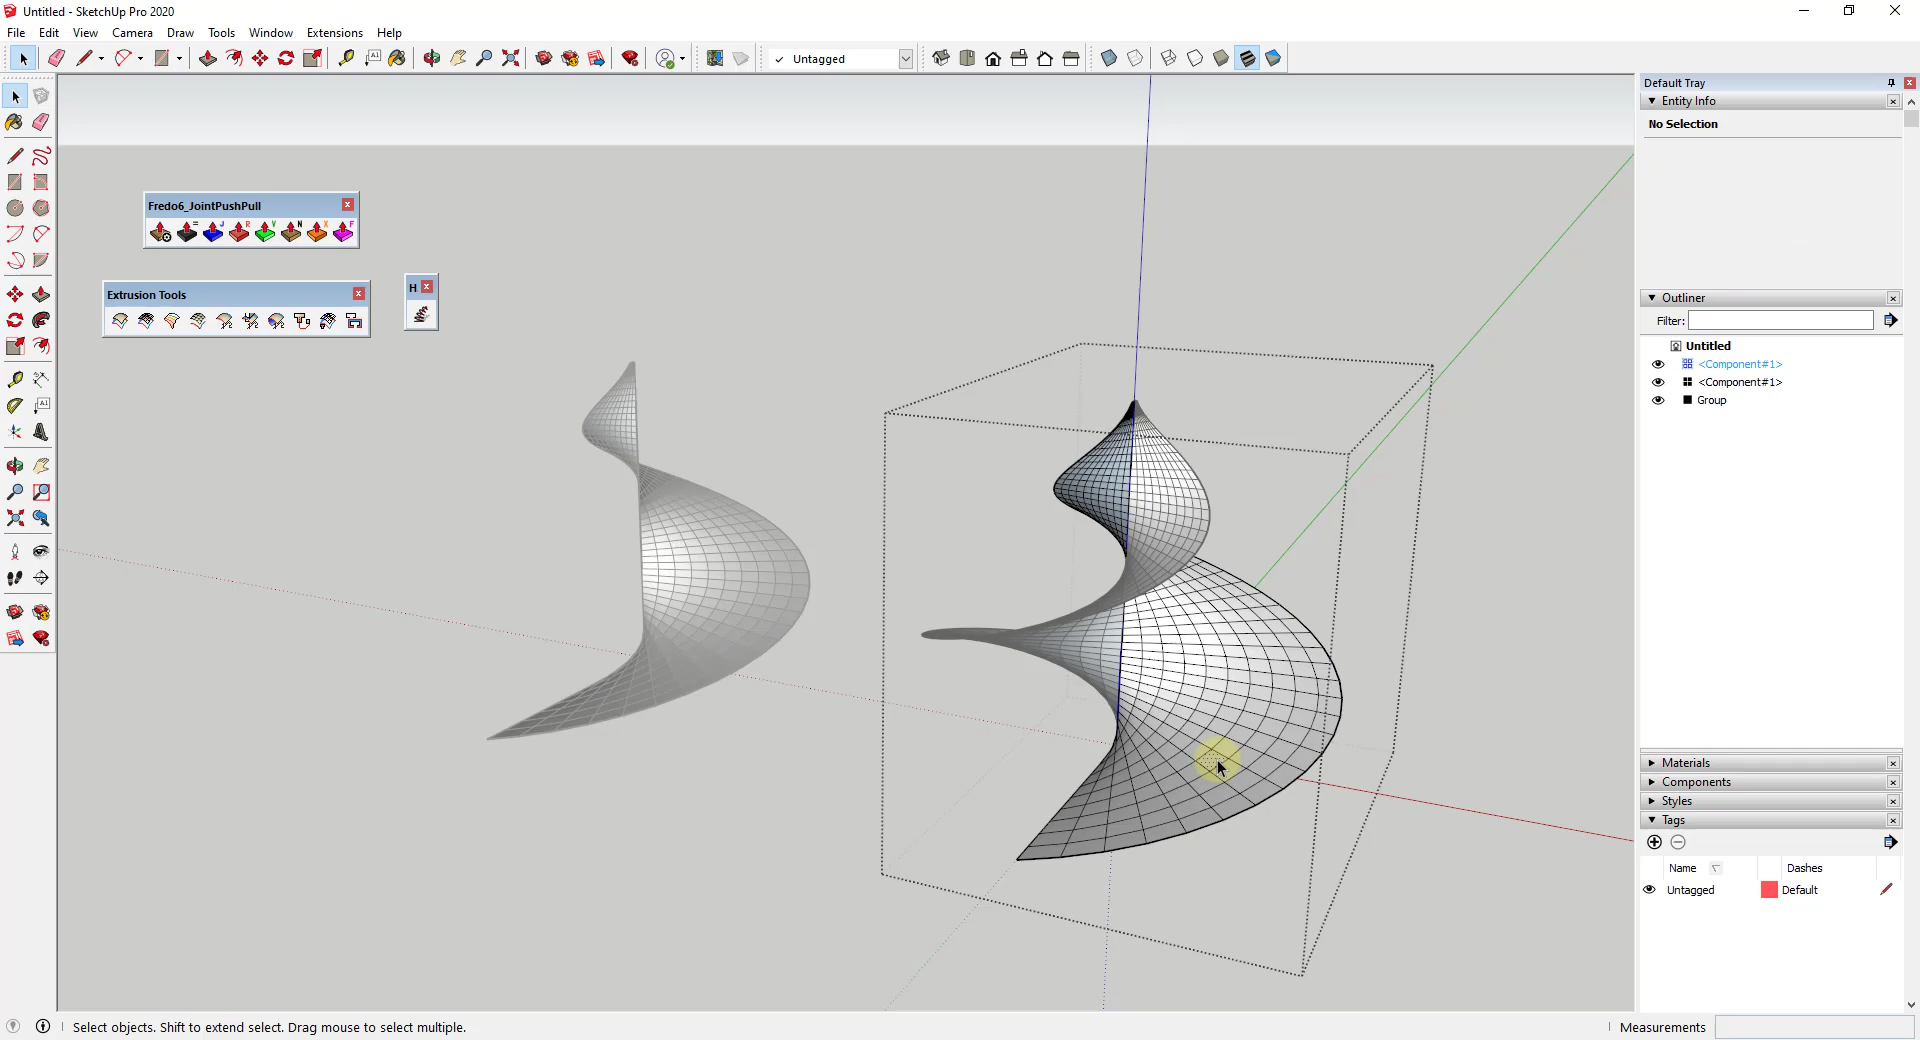 Untitled - SketchUp Pro 2020
File Edit View Camera Draw Tools Window Extensions Help
Untagged
Default Tray
Entity Info
No Selection
Fredo6_JointPushPull
= J R V N X F
Extrusion Tools
H
Outliner
Filter:
Untitled
<Component#1>
<Component#1>
Group
Materials
Components
Styles
Tags
Name Dashes
Untagged Default
Select objects. Shift to extend select. Drag mouse to select multiple.
Measurements